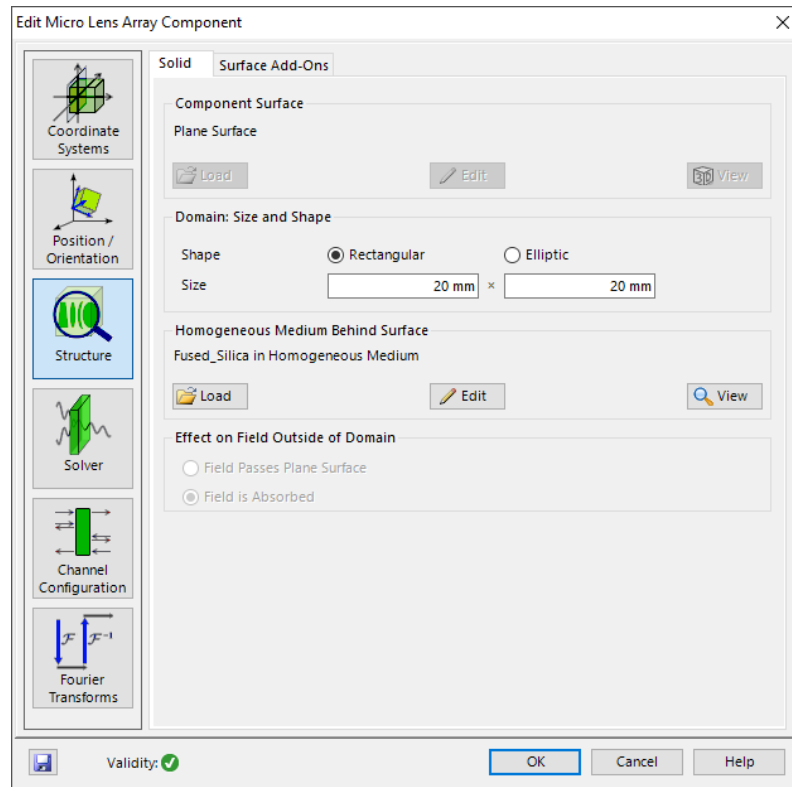 Edit Micro Lens Array Component
Solid
Surface Add-Ons
Coordinate
Systems
Position /
Orientation
Structure
Solver
Channel
Configuration
F F⁻¹
Fourier
Transforms
Component Surface
Plane Surface
Load
Edit
3D View
Domain: Size and Shape
Shape Rectangular Elliptic
Size 20 mm × 20 mm
Homogeneous Medium Behind Surface
Fused_Silica in Homogeneous Medium
Load
Edit
View
Effect on Field Outside of Domain
Field Passes Plane Surface
Field is Absorbed
Validity:
OK
Cancel
Help